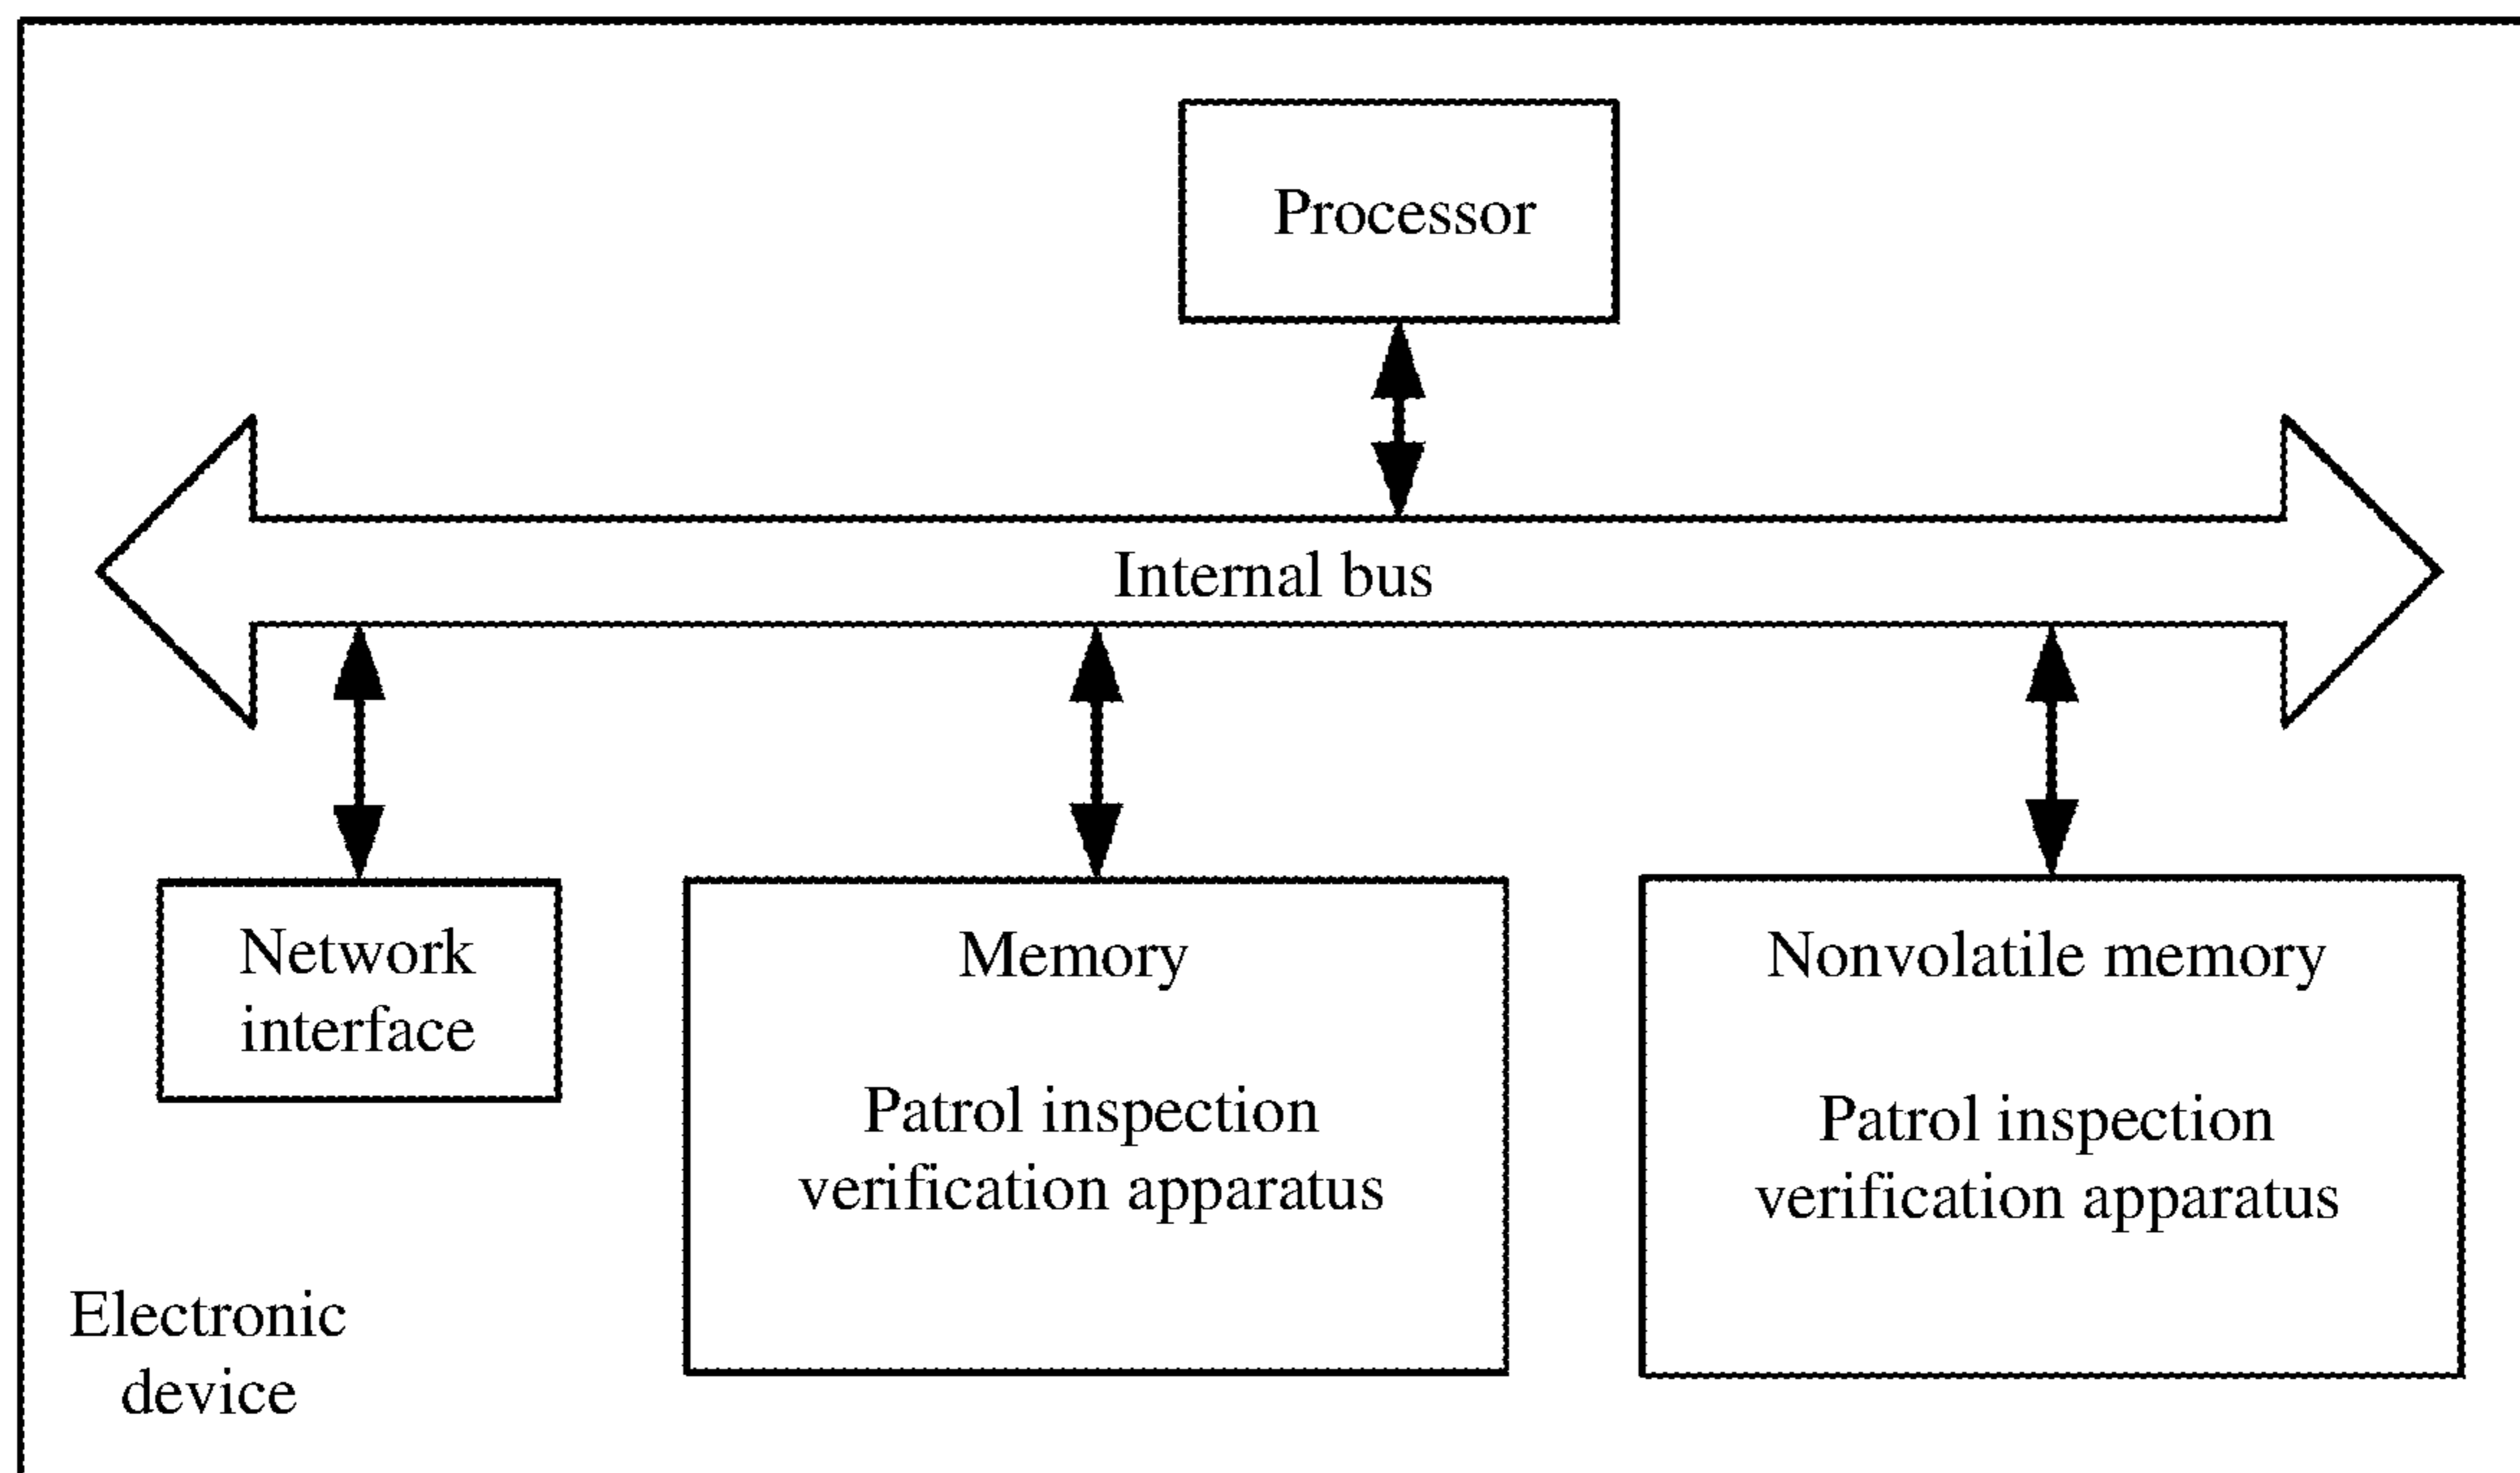 Processor
Internal bus
Network
interface
Memory
Patrol inspection
verification apparatus
Nonvolatile memory
Patrol inspection
verification apparatus
Electronic
device